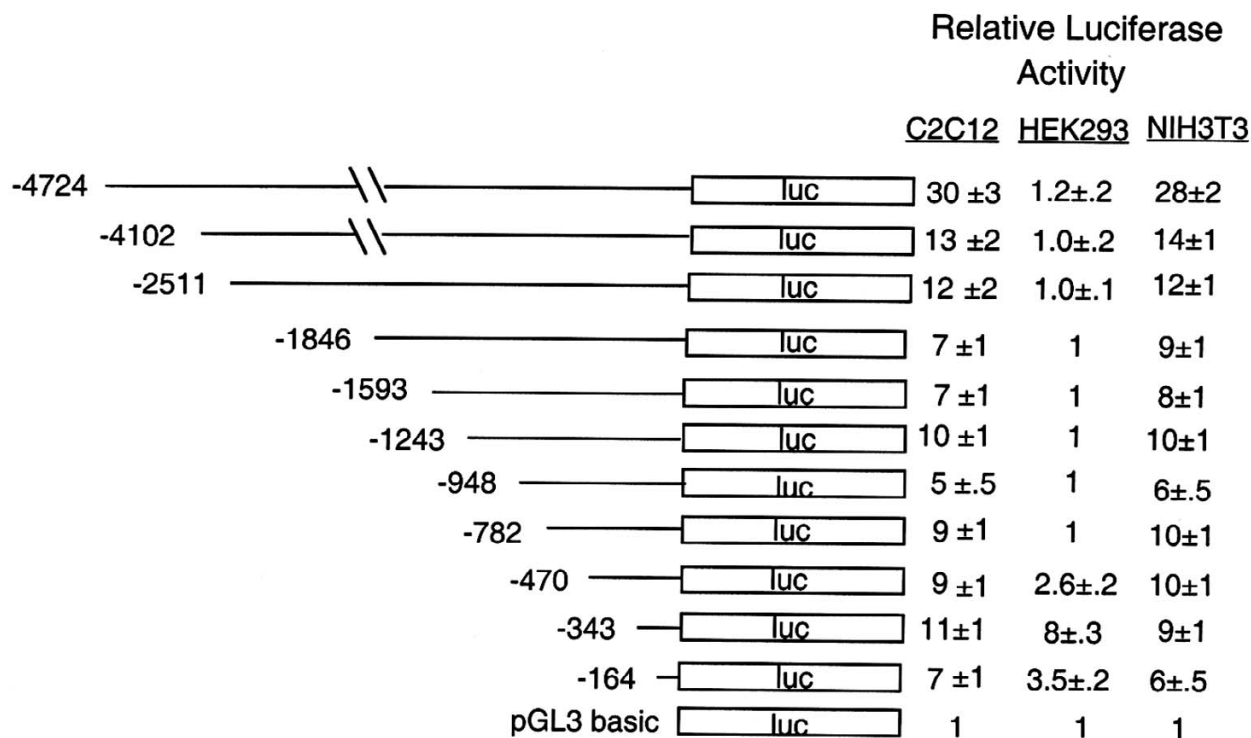 Relative Luciferase
Activity
C2C12 HEK293 NIH3T3
-4724 luc 30 ±3 1.2±.2 28±2
-4102 luc 13 ±2 1.0±.2 14±1
-2511 luc 12 ±2 1.0±.1 12±1
-1846 luc 7 ±1 1 9±1
-1593 luc 7 ±1 1 8±1
-1243 luc 10 ±1 1 10±1
-948 luc 5 ±.5 1 6±.5
-782 luc 9 ±1 1 10±1
-470 luc 9 ±1 2.6±.2 10±1
-343 luc 11±1 8±.3 9±1
-164 luc 7 ±1 3.5±.2 6±.5
pGL3 basic luc 1 1 1